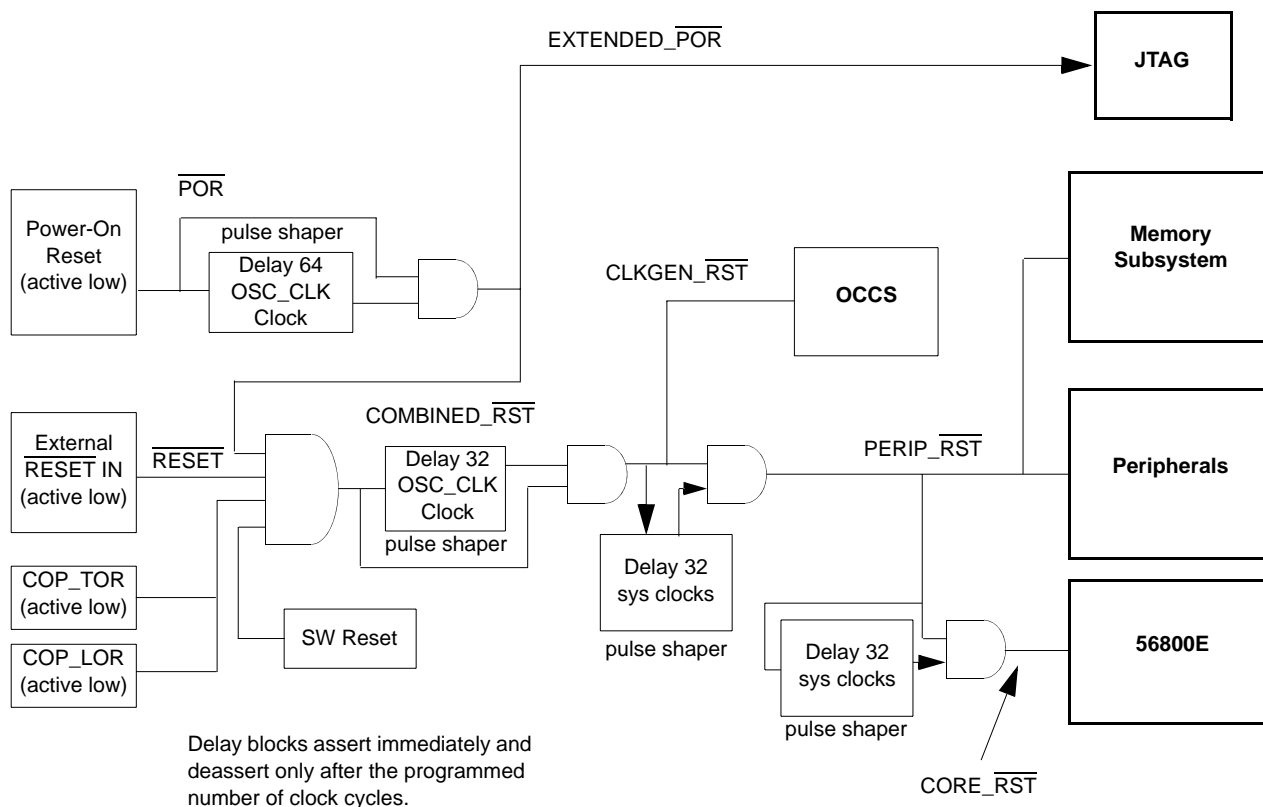 EXTENDED_POR
JTAG
POR
Power-On
Reset
(active low)
pulse shaper
Delay 64
OSC_CLK
Clock
CLKGEN_RST
OCCS
Memory
Subsystem
External
RESET IN
(active low)
RESET
COMBINED_RST
Delay 32
OSC_CLK
Clock
pulse shaper
PERIP_RST
Peripherals
COP_TOR
(active low)
SW Reset
COP_LOR
(active low)
Delay 32
sys clocks
pulse shaper
Delay 32
sys clocks
pulse shaper
56800E
CORE_RST
Delay blocks assert immediately and
deassert only after the programmed
number of clock cycles.